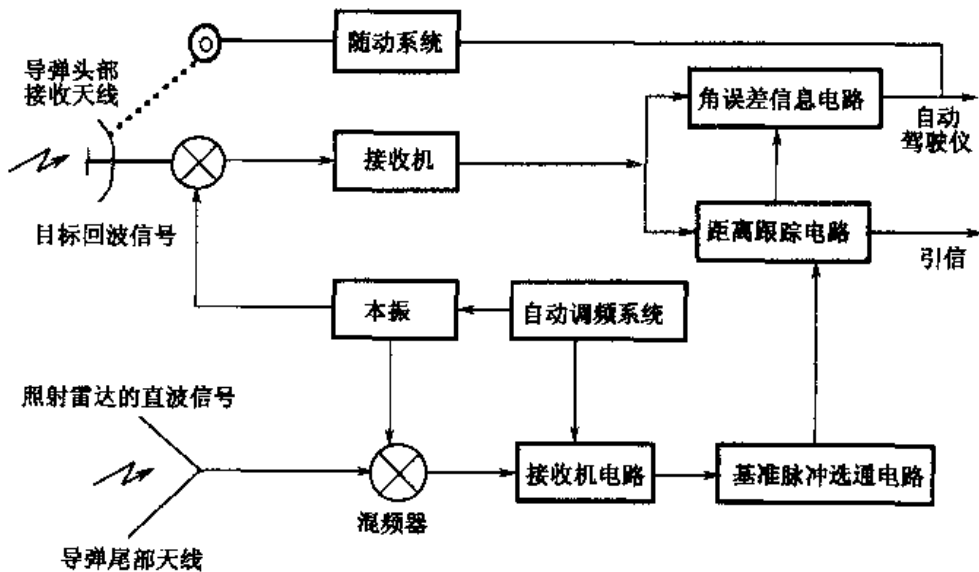 随动系统
导弹头部
接收天线
角误差信息电路
自动
驾驶仪
接收机
目标回波信号
距离跟踪电路
引信
本振
自动调频系统
照射雷达的直波信号
接收机电路
基准脉冲选通电路
混频器
导弹尾部天线